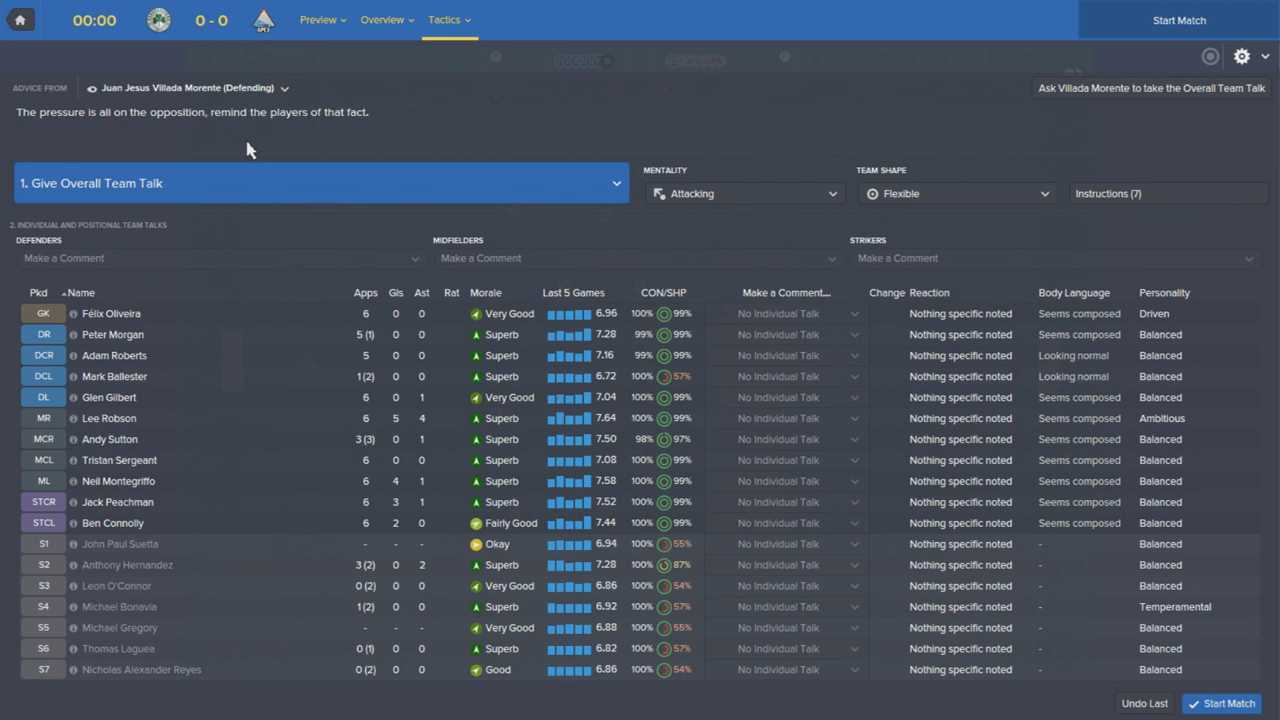 00:00 0 - 0 APEX Preview Overview Tactics Start Match
ADVICE FROM Juan Jesus Villada Morente (Defending) Ask Villada Morente to take the Overall Team Talk
The pressure is all on the opposition, remind the players of that fact.
MENTALITY TEAM SHAPE
1. Give Overall Team Talk Attacking Flexible Instructions (7)
2. INDIVIDUAL AND POSITIONAL TEAM TALKS
DEFENDERS MIDFIELDERS STRIKERS
Make a Comment Make a Comment Make a Comment
Pkd Name Apps Gls Ast Rat Morale Last 5 Games CON/SHP Make a Comment... Change Reaction Body Language Personality
GK Félix Oliveira 6 0 0 Very Good 6.96 100% 99% No Individual Talk Nothing specific noted Seems composed Driven
DR Peter Morgan 5 (1) 0 0 Superb 7.28 99% 99% No Individual Talk Nothing specific noted Seems composed Balanced
DCR Adam Roberts 5 0 0 Superb 7.16 99% 99% No Individual Talk Nothing specific noted Looking normal Balanced
DCL Mark Ballester 1 (2) 0 0 Superb 6.72 100% 57% No Individual Talk Nothing specific noted Looking normal Balanced
DL Glen Gilbert 6 0 1 Very Good 7.04 100% 99% No Individual Talk Nothing specific noted Seems composed Balanced
MR Lee Robson 6 5 4 Superb 7.64 100% 99% No Individual Talk Nothing specific noted Seems composed Ambitious
MCR Andy Sutton 3 (3) 0 1 Superb 7.50 98% 97% No Individual Talk Nothing specific noted Seems composed Balanced
MCL Tristan Sergeant 6 0 0 Superb 7.08 100% 99% No Individual Talk Nothing specific noted Seems composed Balanced
ML Neil Montegriffo 6 4 1 Superb 7.58 100% 99% No Individual Talk Nothing specific noted Seems composed Balanced
STCR Jack Peachman 6 3 1 Superb 7.52 100% 99% No Individual Talk Nothing specific noted Seems composed Balanced
STCL Ben Connolly 6 2 0 Fairly Good 7.44 100% 99% No Individual Talk Nothing specific noted Seems composed Balanced
S1 John Paul Suetta - - - Okay 6.94 100% 55% No Individual Talk Nothing specific noted - Balanced
S2 Anthony Hernandez 3 (2) 0 2 Superb 7.28 100% 87% No Individual Talk Nothing specific noted - Balanced
S3 Leon O'Connor 0 (2) 0 0 Very Good 6.86 100% 54% No Individual Talk Nothing specific noted - Balanced
S4 Michael Bonavia 1 (2) 0 0 Superb 6.92 100% 57% No Individual Talk Nothing specific noted - Temperamental
S5 Michael Gregory - - - Very Good 6.88 100% 55% No Individual Talk Nothing specific noted - Balanced
S6 Thomas Laguea 0 (1) 0 0 Superb 6.82 100% 57% No Individual Talk Nothing specific noted - Balanced
S7 Nicholas Alexander Reyes 0 (2) 0 0 Good 6.86 100% 54% No Individual Talk Nothing specific noted - Balanced
Undo Last Start Match